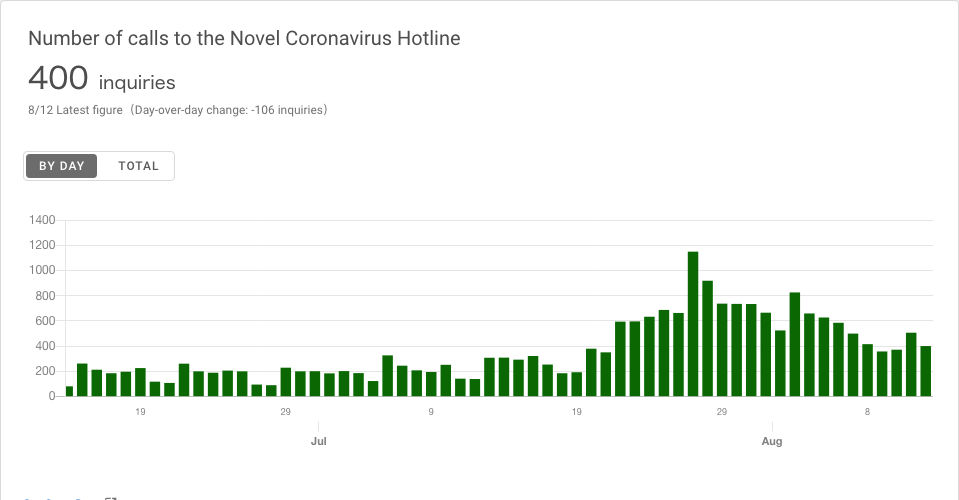 Number of calls to the Novel Coronavirus Hotline
400 inquiries
8/12 Latest figure（Day-over-day change: -106 inquiries）
BY DAY TOTAL
1400
1200
1000
800
600
400
200
0
19 29 9 19 29 8
Jul Aug